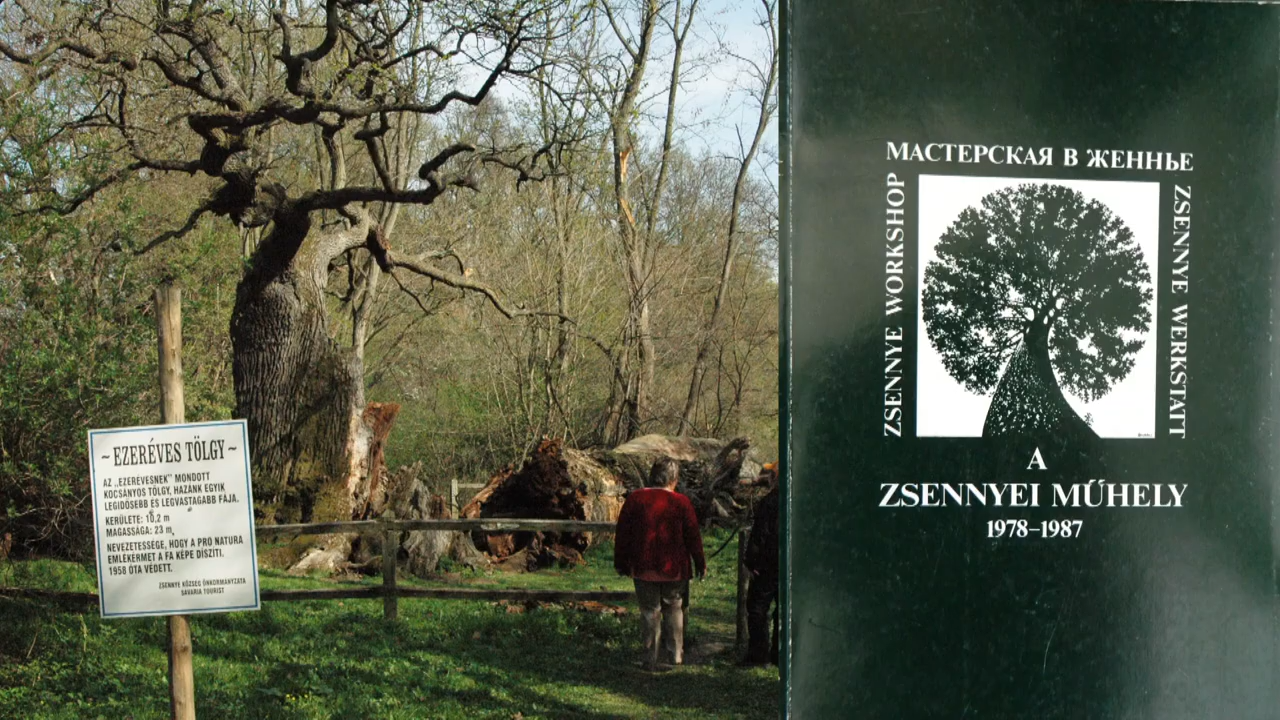 ~ EZERÉVES TÖLGY ~
AZ „EZERÉVESNEK” MONDOTT
KOCSÁNYOS TÖLGY, HAZÁNK EGYIK
LEGIDŐSEBB ÉS LEGVASTAGABB FÁJA.
KERÜLETE: 10,2 m
MAGASSÁGA: 23 m
NEVEZETESSÉGE, HOGY A PRO NATURA
EMLÉKÉRMET A FA KÉPE DÍSZÍTI.
1958 ÓTA VÉDETT.
ZSENNYE KÖZSÉG ÖNKORMÁNYZATA
SAVARIA TOURIST
МАСТЕРСКАЯ В ЖЕННЬЕ
ZSENNYE WORKSHOP
ZSENNYE WERKSTATT
A
ZSENNYEI MŰHELY
1978–1987